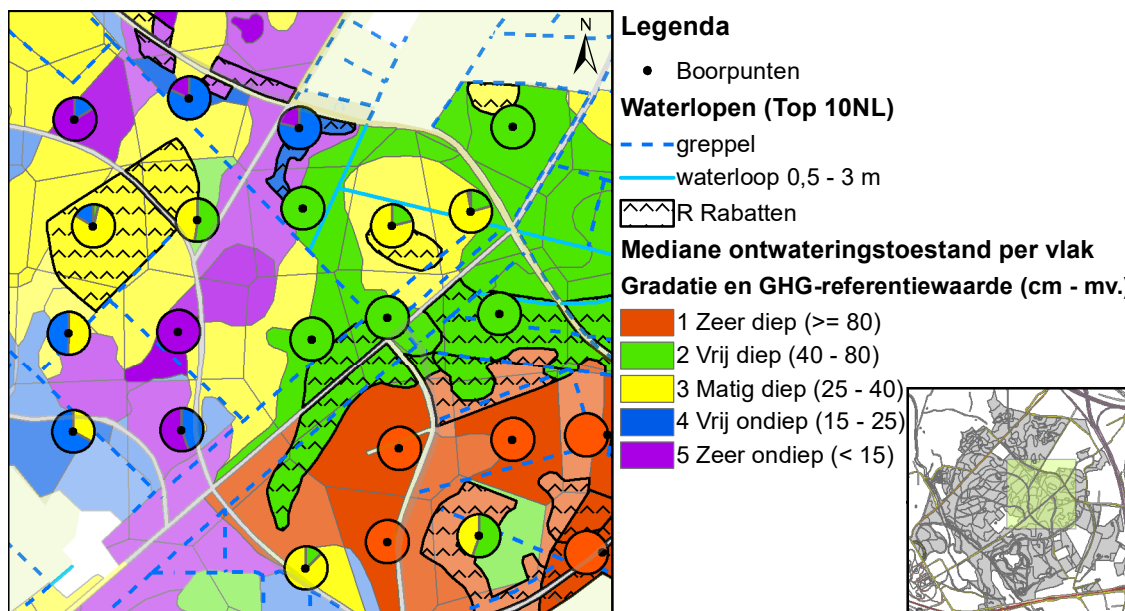 N
Legenda
Boorpunten
Waterlopen (Top 10NL)
greppel
waterloop 0,5 - 3 m
R Rabatten
Mediane ontwateringstoestand per vlak
Gradatie en GHG-referentiewaarde (cm - mv.)
1 Zeer diep (>= 80)
2 Vrij diep (40 - 80)
3 Matig diep (25 - 40)
4 Vrij ondiep (15 - 25)
5 Zeer ondiep (< 15)